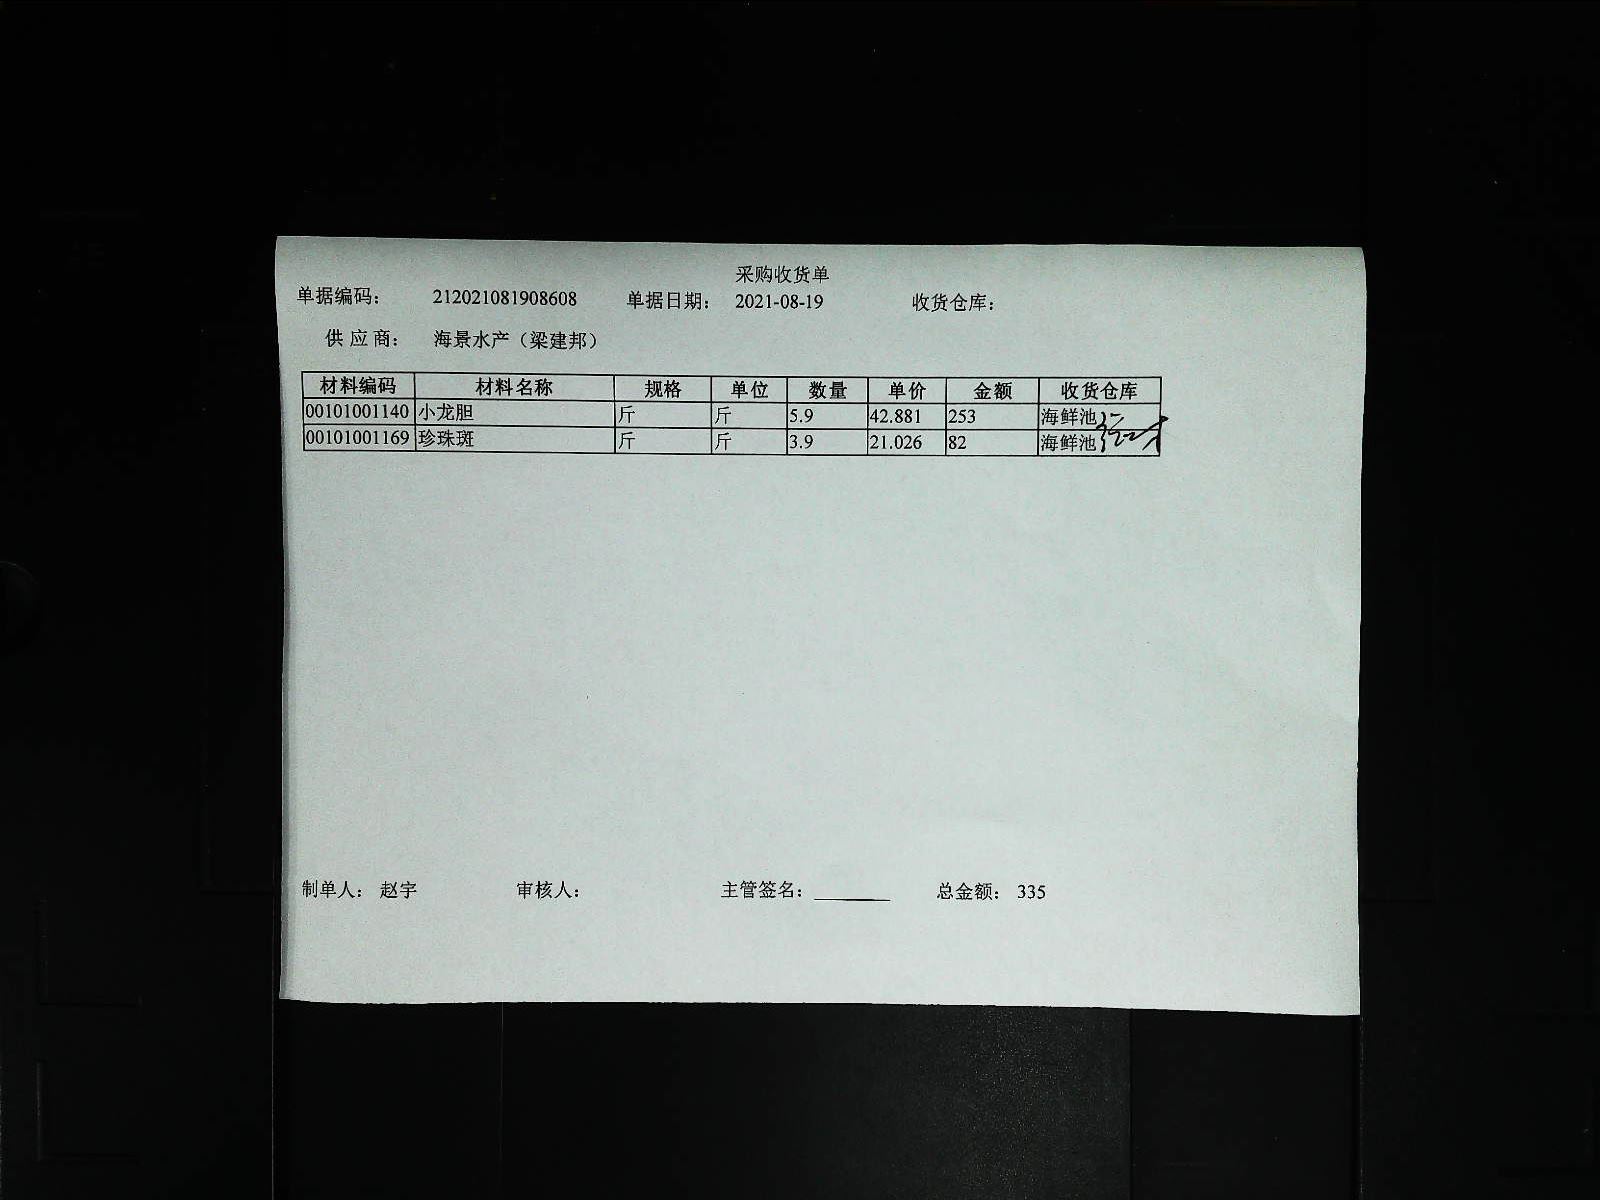 采购收货单
单据编码： 212021081908608 单据日期： 2021-08-19 收货仓库：
供应商： 海景水产（梁建邦）
材料编码 材料名称 规格 单位 数量 单价 金额 收货仓库
00101001140 小龙胆 斤 斤 5.9 42.881 253 海鲜池
00101001169 珍珠斑 斤 斤 3.9 21.026 82 海鲜池
制单人： 赵宇 审核人： 主管签名： 总金额： 335